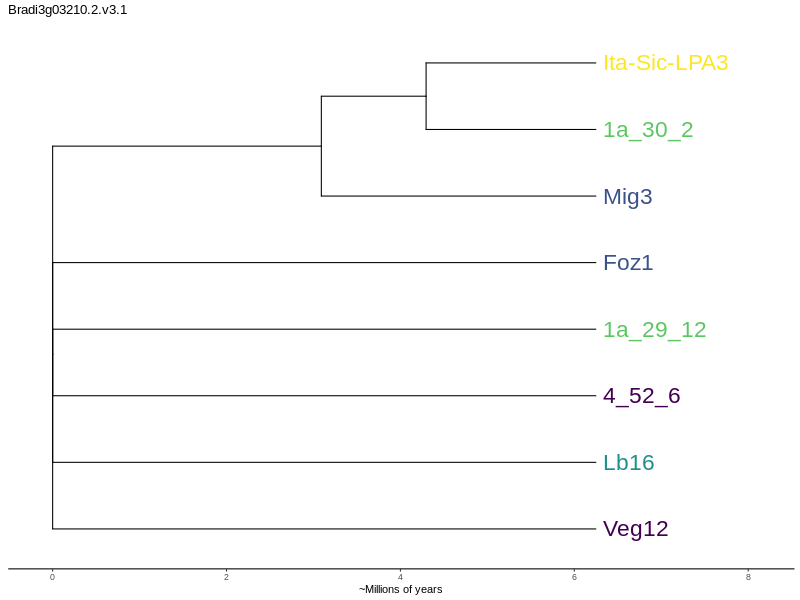 Bradi3g03210.2.v3.1
Ita-Sic-LPA3
1a_30_2
Mig3
Foz1
1a_29_12
4_52_6
Lb16
Veg12
0 2 4 6 8
~Millions of years